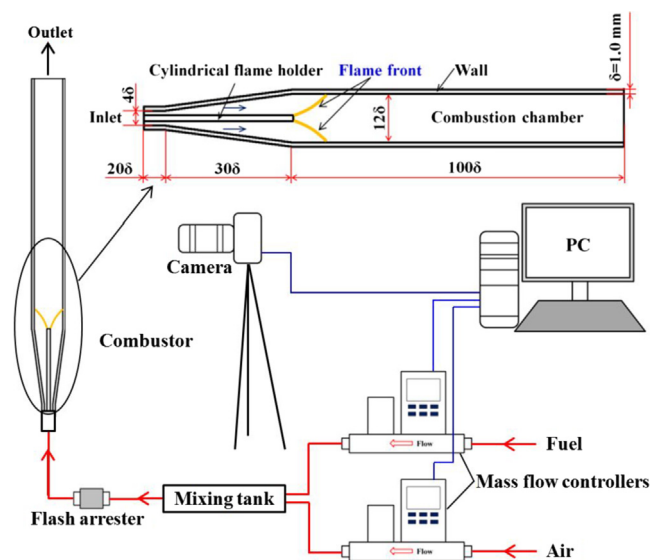 Outlet
Cylindrical flame holder
Flame front
Wall
δ=1.0 mm
4δ
Inlet
12δ
Combustion chamber
20δ
30δ
100δ
Camera
PC
Combustor
Flow
Fuel
Mass flow controllers
Mixing tank
Flash arrester
Flow
Air